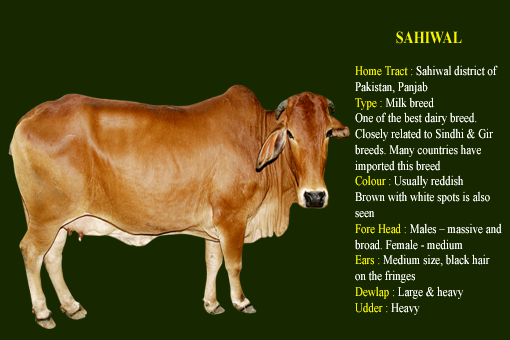 SAHIWAL
Home Tract : Sahiwal district of
Pakistan, Panjab
Type : Milk breed
One of the best dairy breed.
Closely related to Sindhi & Gir
breeds. Many countries have
imported this breed
Colour : Usually reddish
Brown with white spots is also
seen
Fore Head : Males – massive and
broad. Female - medium
Ears : Medium size, black hair
on the fringes
Dewlap : Large & heavy
Udder : Heavy